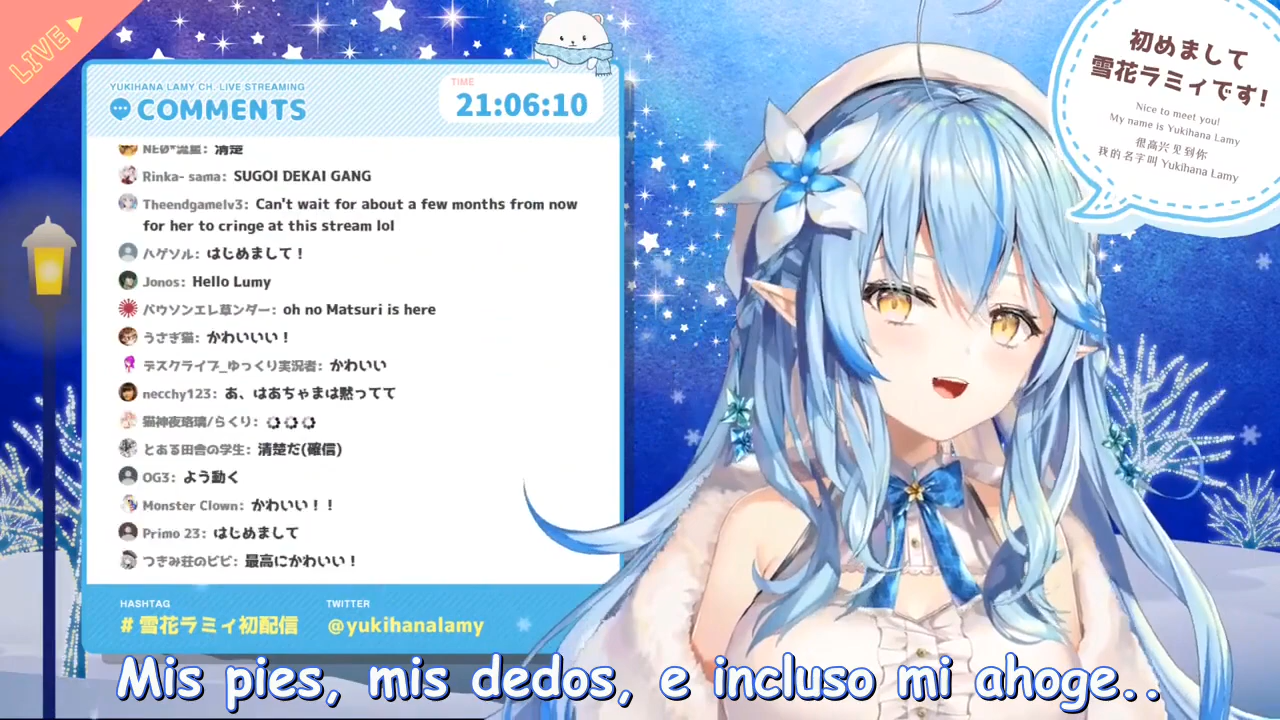 LIVE
YUKIHANA LAMY CH. LIVE STREAMING
COMMENTS
TIME
21:06:10
清楚
Rinka- sama: SUGOI DEKAI GANG
Theendgamelv3: Can't wait for about a few months from now
for her to cringe at this stream lol
ハゲソル: はじめまして！
Jonos: Hello Lumy
パウソンエレ草ンダー: oh no Matsuri is here
うさぎ猫: かわいいい！
デスクライブ_ゆっくり実況者: かわいい
necchy123: あ、はあちゃまは黙ってて
猫神夜珞璃/らくり:
とある田舎の学生: 清楚だ(確信)
OG3: よう動く
Monster Clown: かわいい！！
Primo 23: はじめまして
つきみ荘のビビ: 最高にかわいい！
HASHTAG
#雪花ラミィ初配信
TWITTER
@yukihanalamy
初めまして
雪花ラミィです!
Nice to meet you!
My name is Yukihana Lamy
很高兴见到你
我的名字叫 Yukihana Lamy
Mis pies, mis dedos, e incluso mi ahoge..